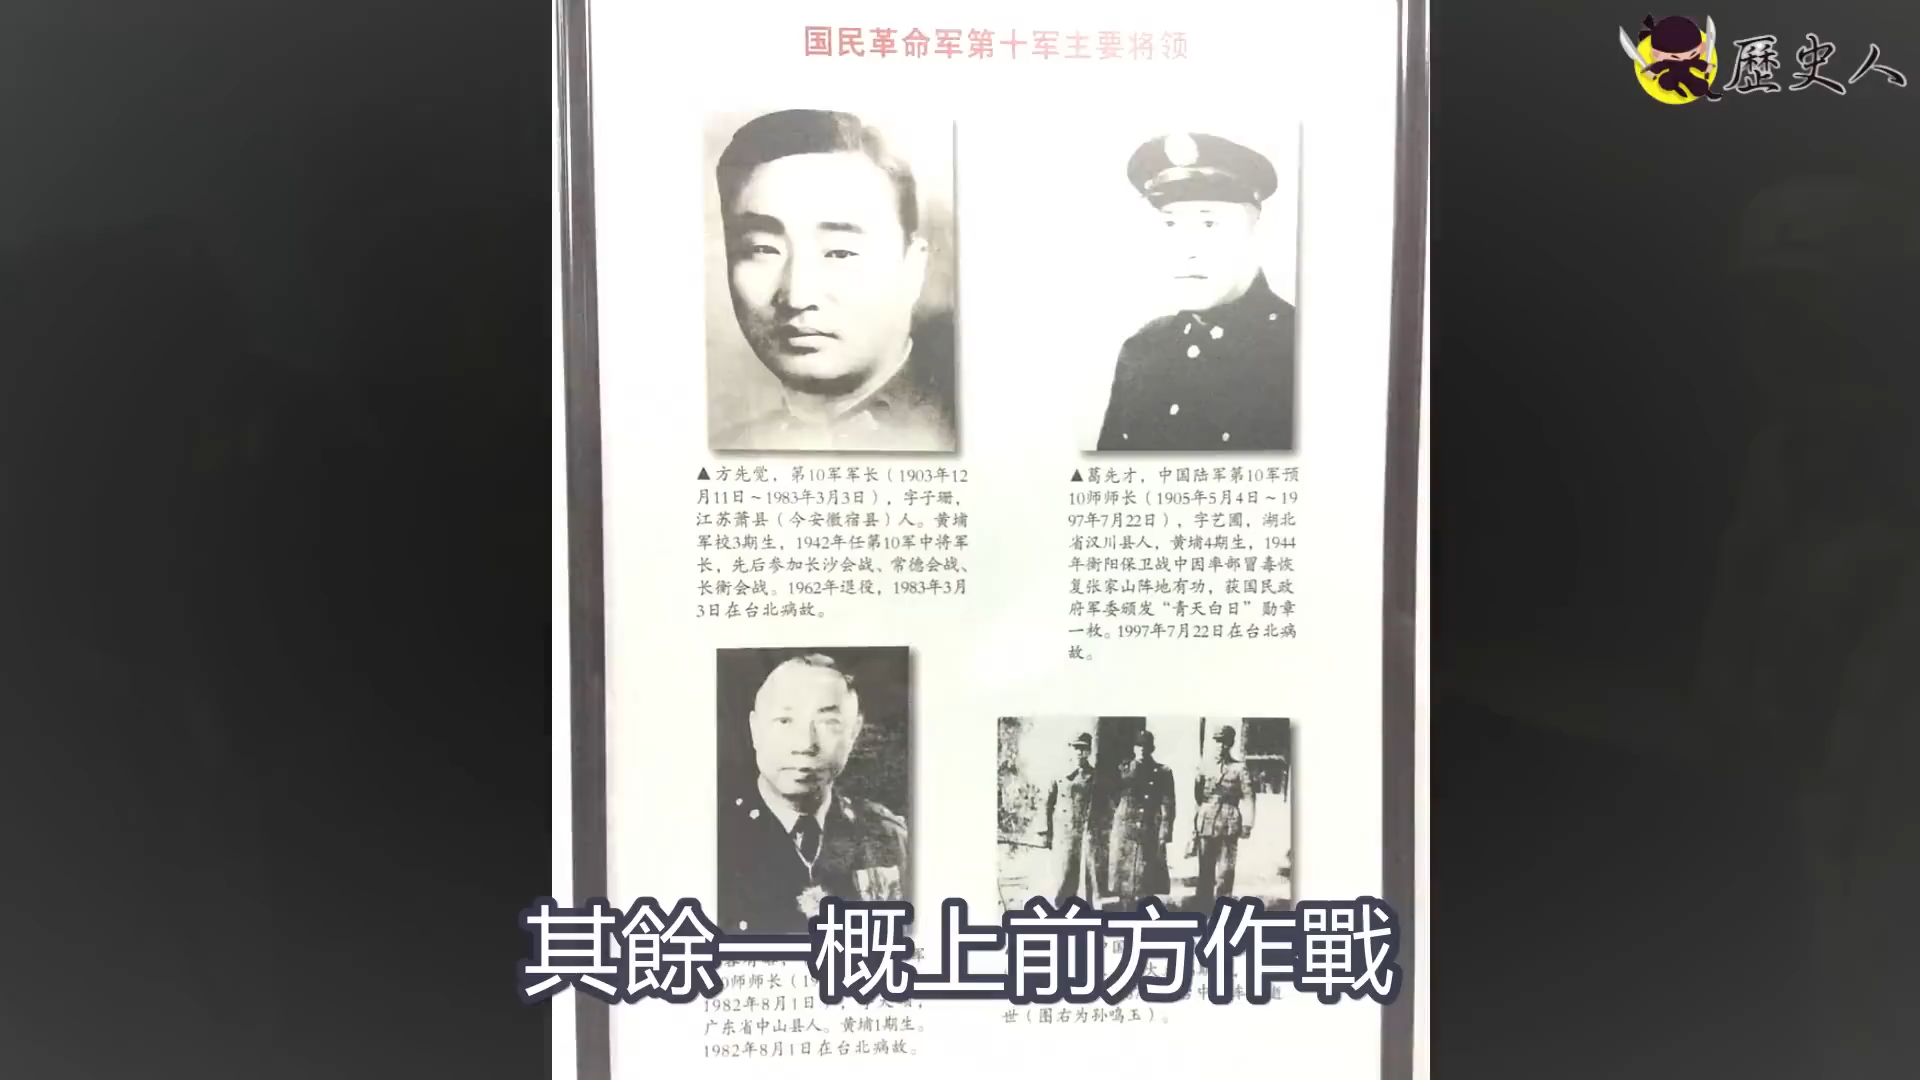 国民革命军第十军主要将领
歷史人
▲方先党，第10军军长（1903年12
月11日～1983年3月3日），字子珊，
江苏萧县（今安徽宿县）人。黄埔
军校3期生，1942年任第10军中将军
长，先后参加长沙会战、常德会战、
长衡会战。1962年退役，1983年3月
3日在台北病故。
▲葛先才，中国陆军第10军预
10师师长（1905年5月4日～19
97年7月22日），字艺圃，湖北
省汉川县人，黄埔4期生，1944
年衡阳保卫战中因率部冒毒恢
复张家山阵地有功，获国民政
府军委颁发“青天白日”勋章
一枚。1997年7月22日在台北病
故。
其餘一概上前方作戰
师师长（19
1982年8月1日），字天
广东省中山县人。黄埔1期生。
1982年8月1日在台北病故。
世（图右为孙鸣玉）。